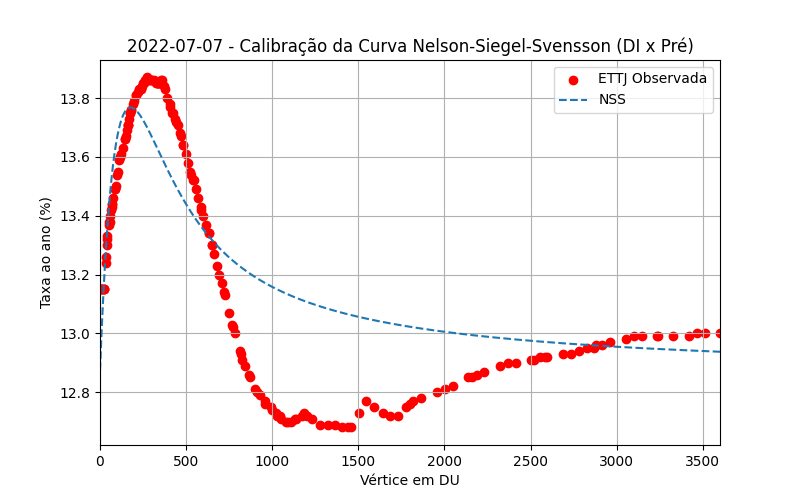 2022-07-07 - Calibração da Curva Nelson-Siegel-Svensson (DI x Pré)
ETTJ Observada
NSS
Taxa ao ano (%)
13.8
13.6
13.4
13.2
13.0
12.8
0 500 1000 1500 2000 2500 3000 3500
Vértice em DU